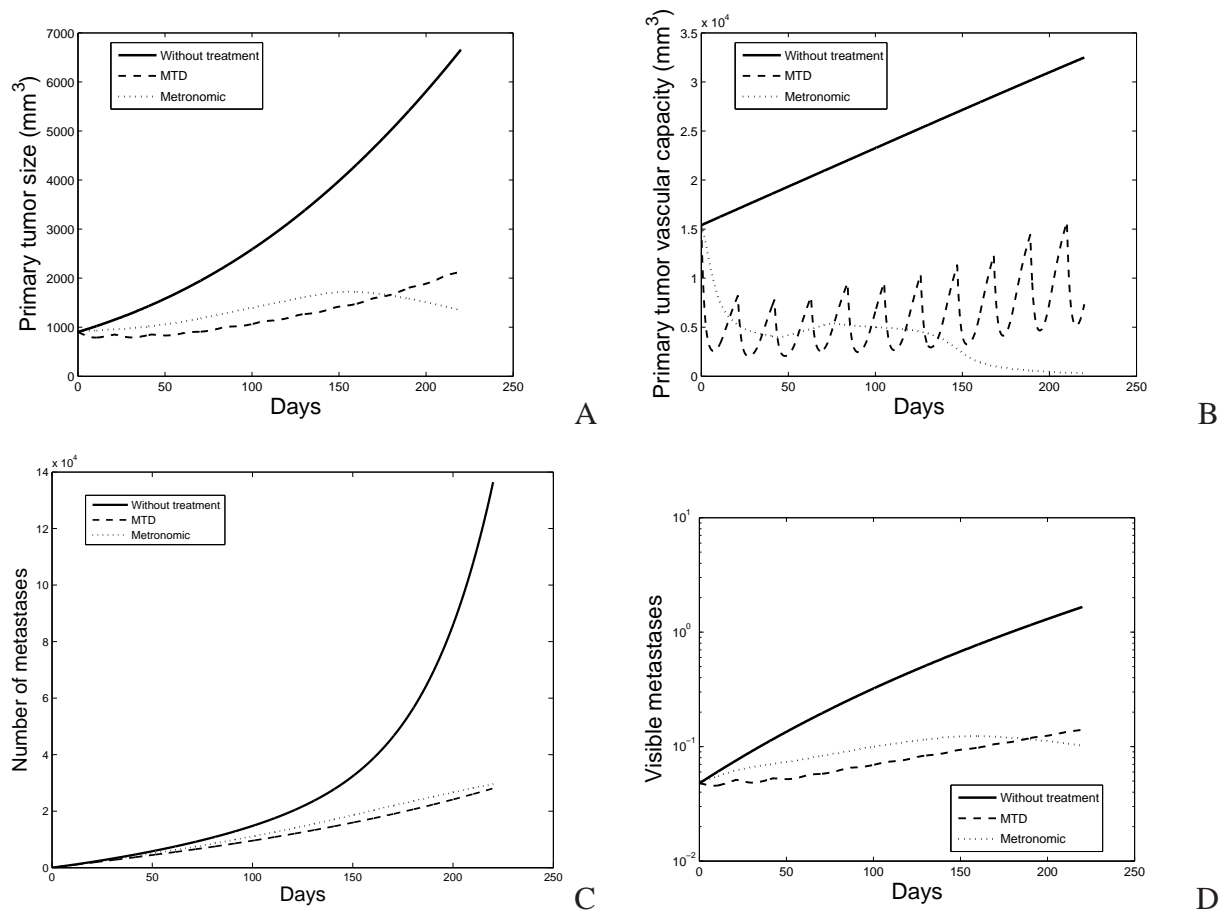 7000
6000
5000
4000
3000
2000
1000
0
0 50 100 150 200 250
Primary tumor size (mm3)
Days
Without treatment
MTD
Metronomic
A
x 10^4
3.5
3
2.5
2
1.5
1
0.5
0
0 50 100 150 200 250
Primary tumor vascular capacity (mm3)
Days
Without treatment
MTD
Metronomic
B
x 10^4
14
12
10
8
6
4
2
0
0 50 100 150 200 250
Number of metastases
Days
Without treatment
MTD
Metronomic
C
10^1
10^0
10^-1
10^-2
0 50 100 150 200 250
Visible metastases
Days
Without treatment
MTD
Metronomic
D